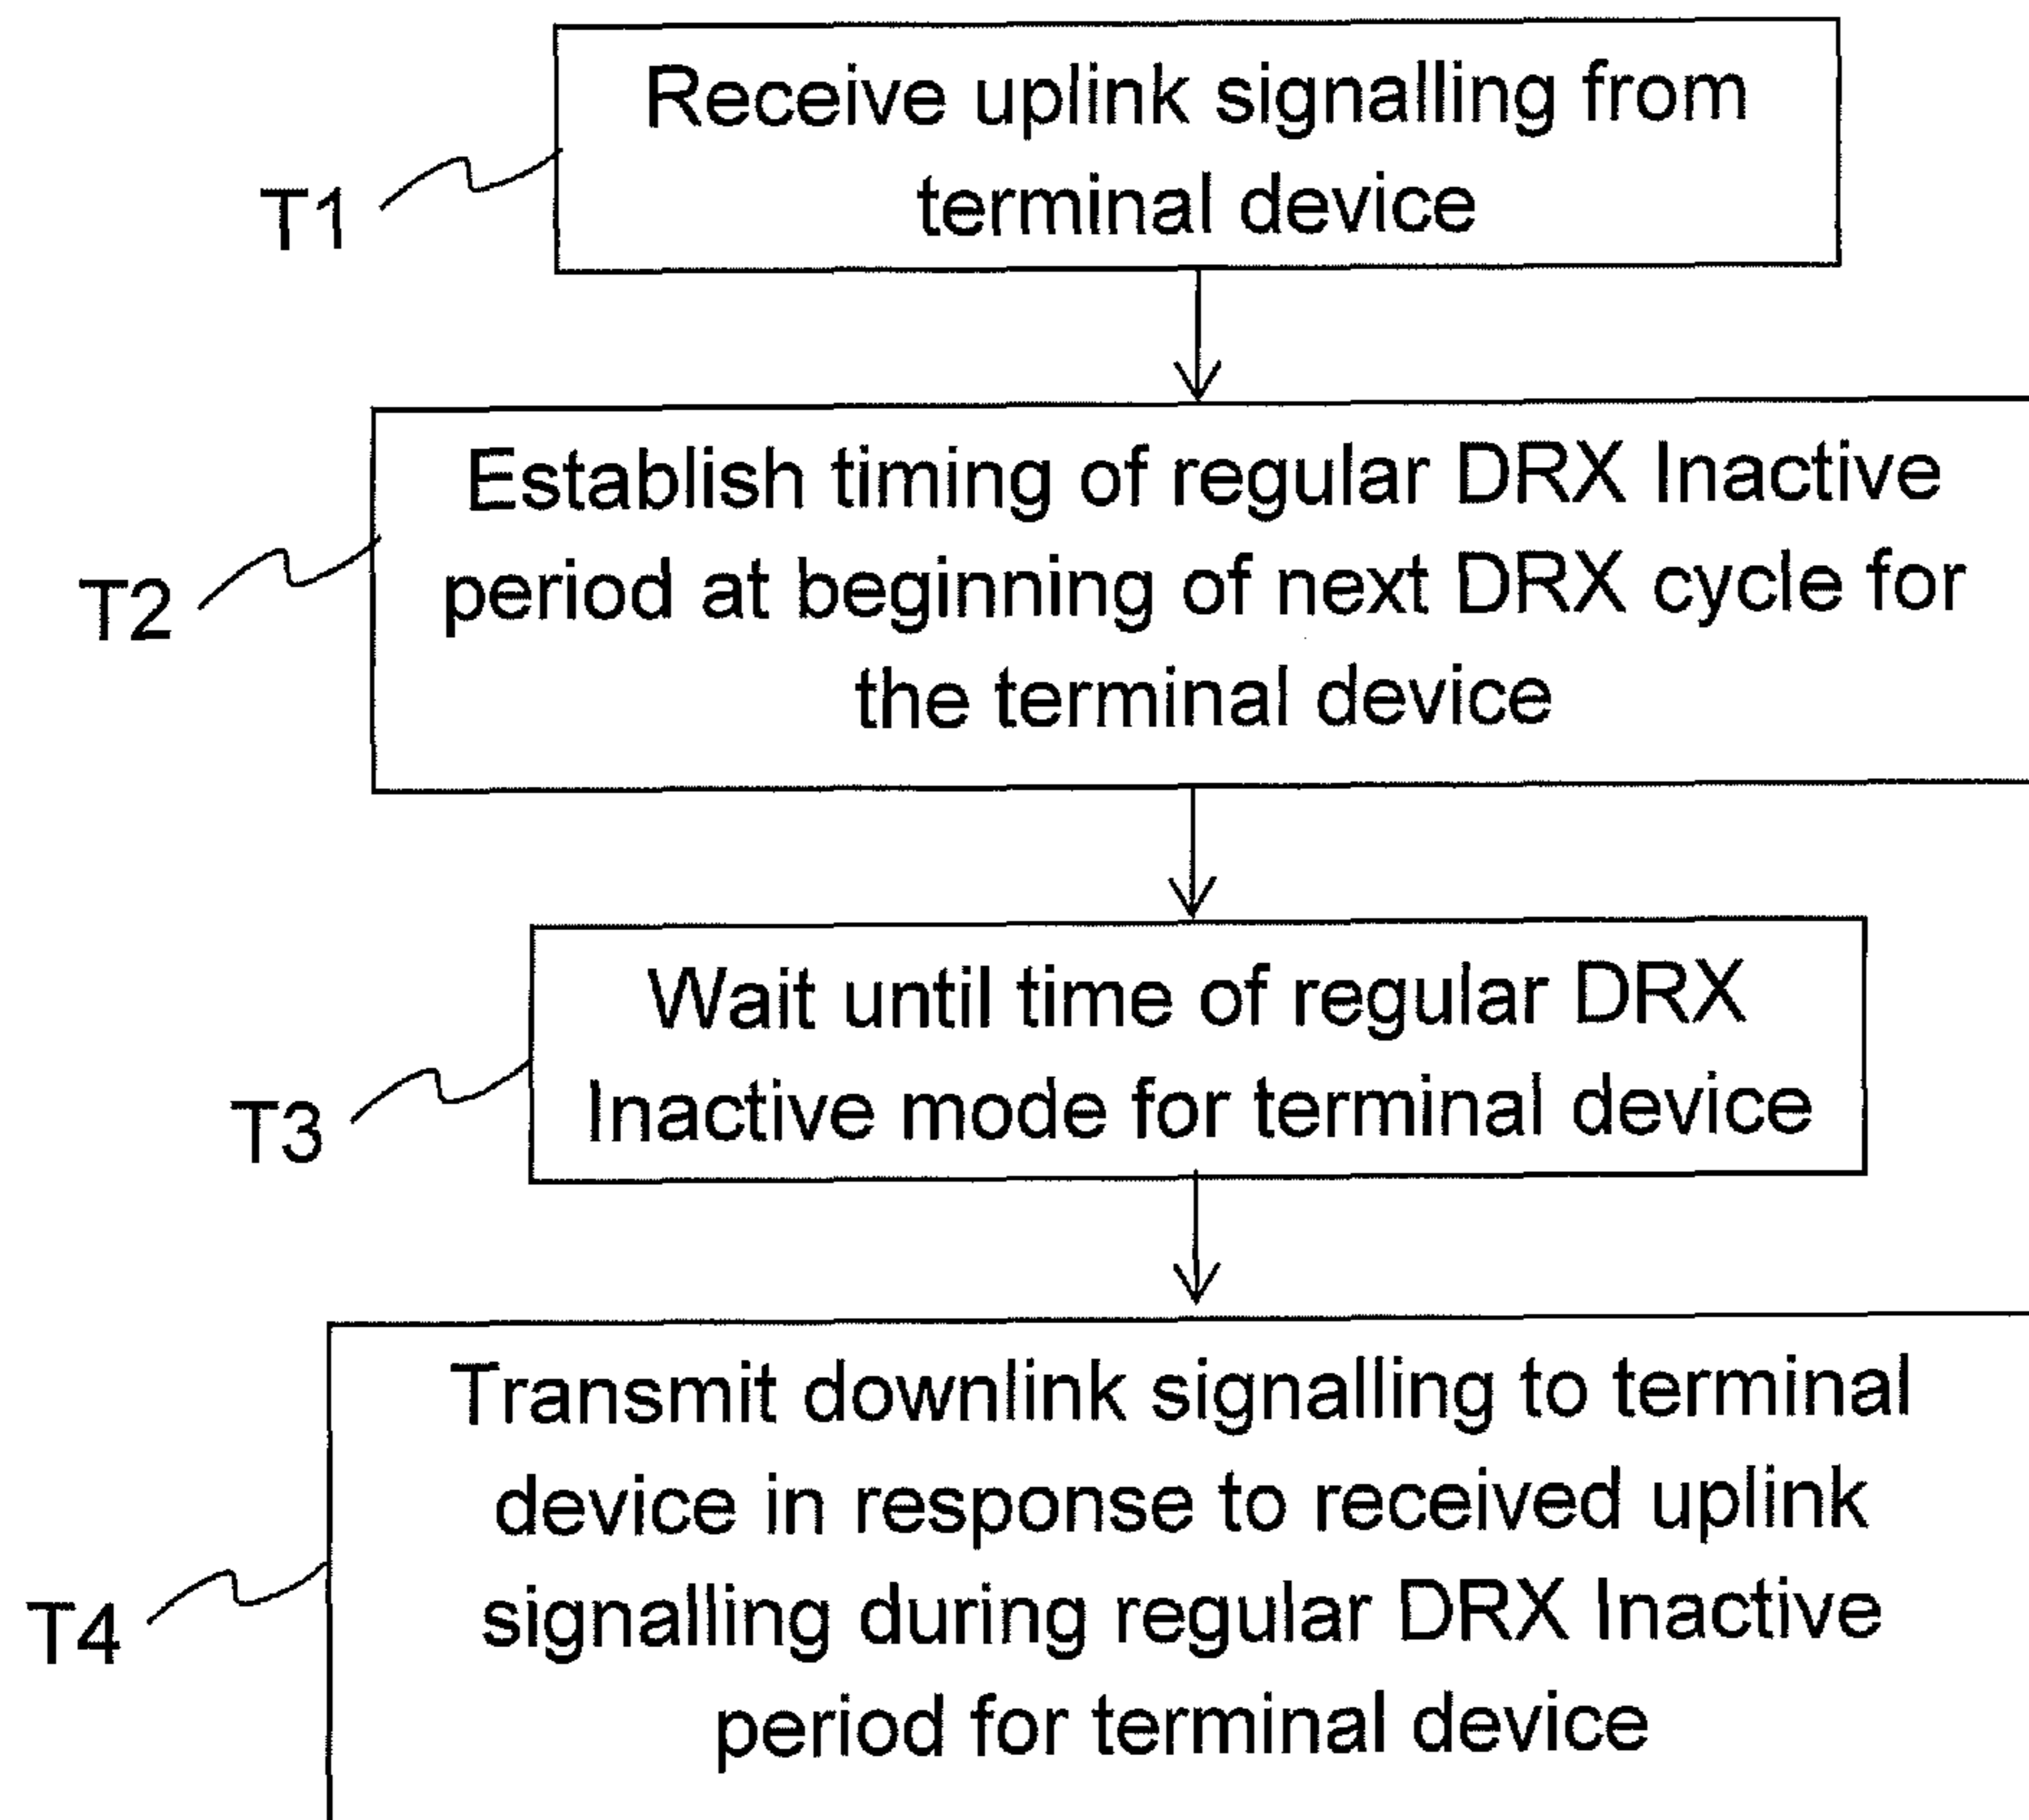 Receive uplink signalling from
terminal device
T1
Establish timing of regular DRX Inactive
period at beginning of next DRX cycle for
the terminal device
T2
Wait until time of regular DRX
Inactive mode for terminal device
T3
Transmit downlink signalling to terminal
device in response to received uplink
signalling during regular DRX Inactive
period for terminal device
T4